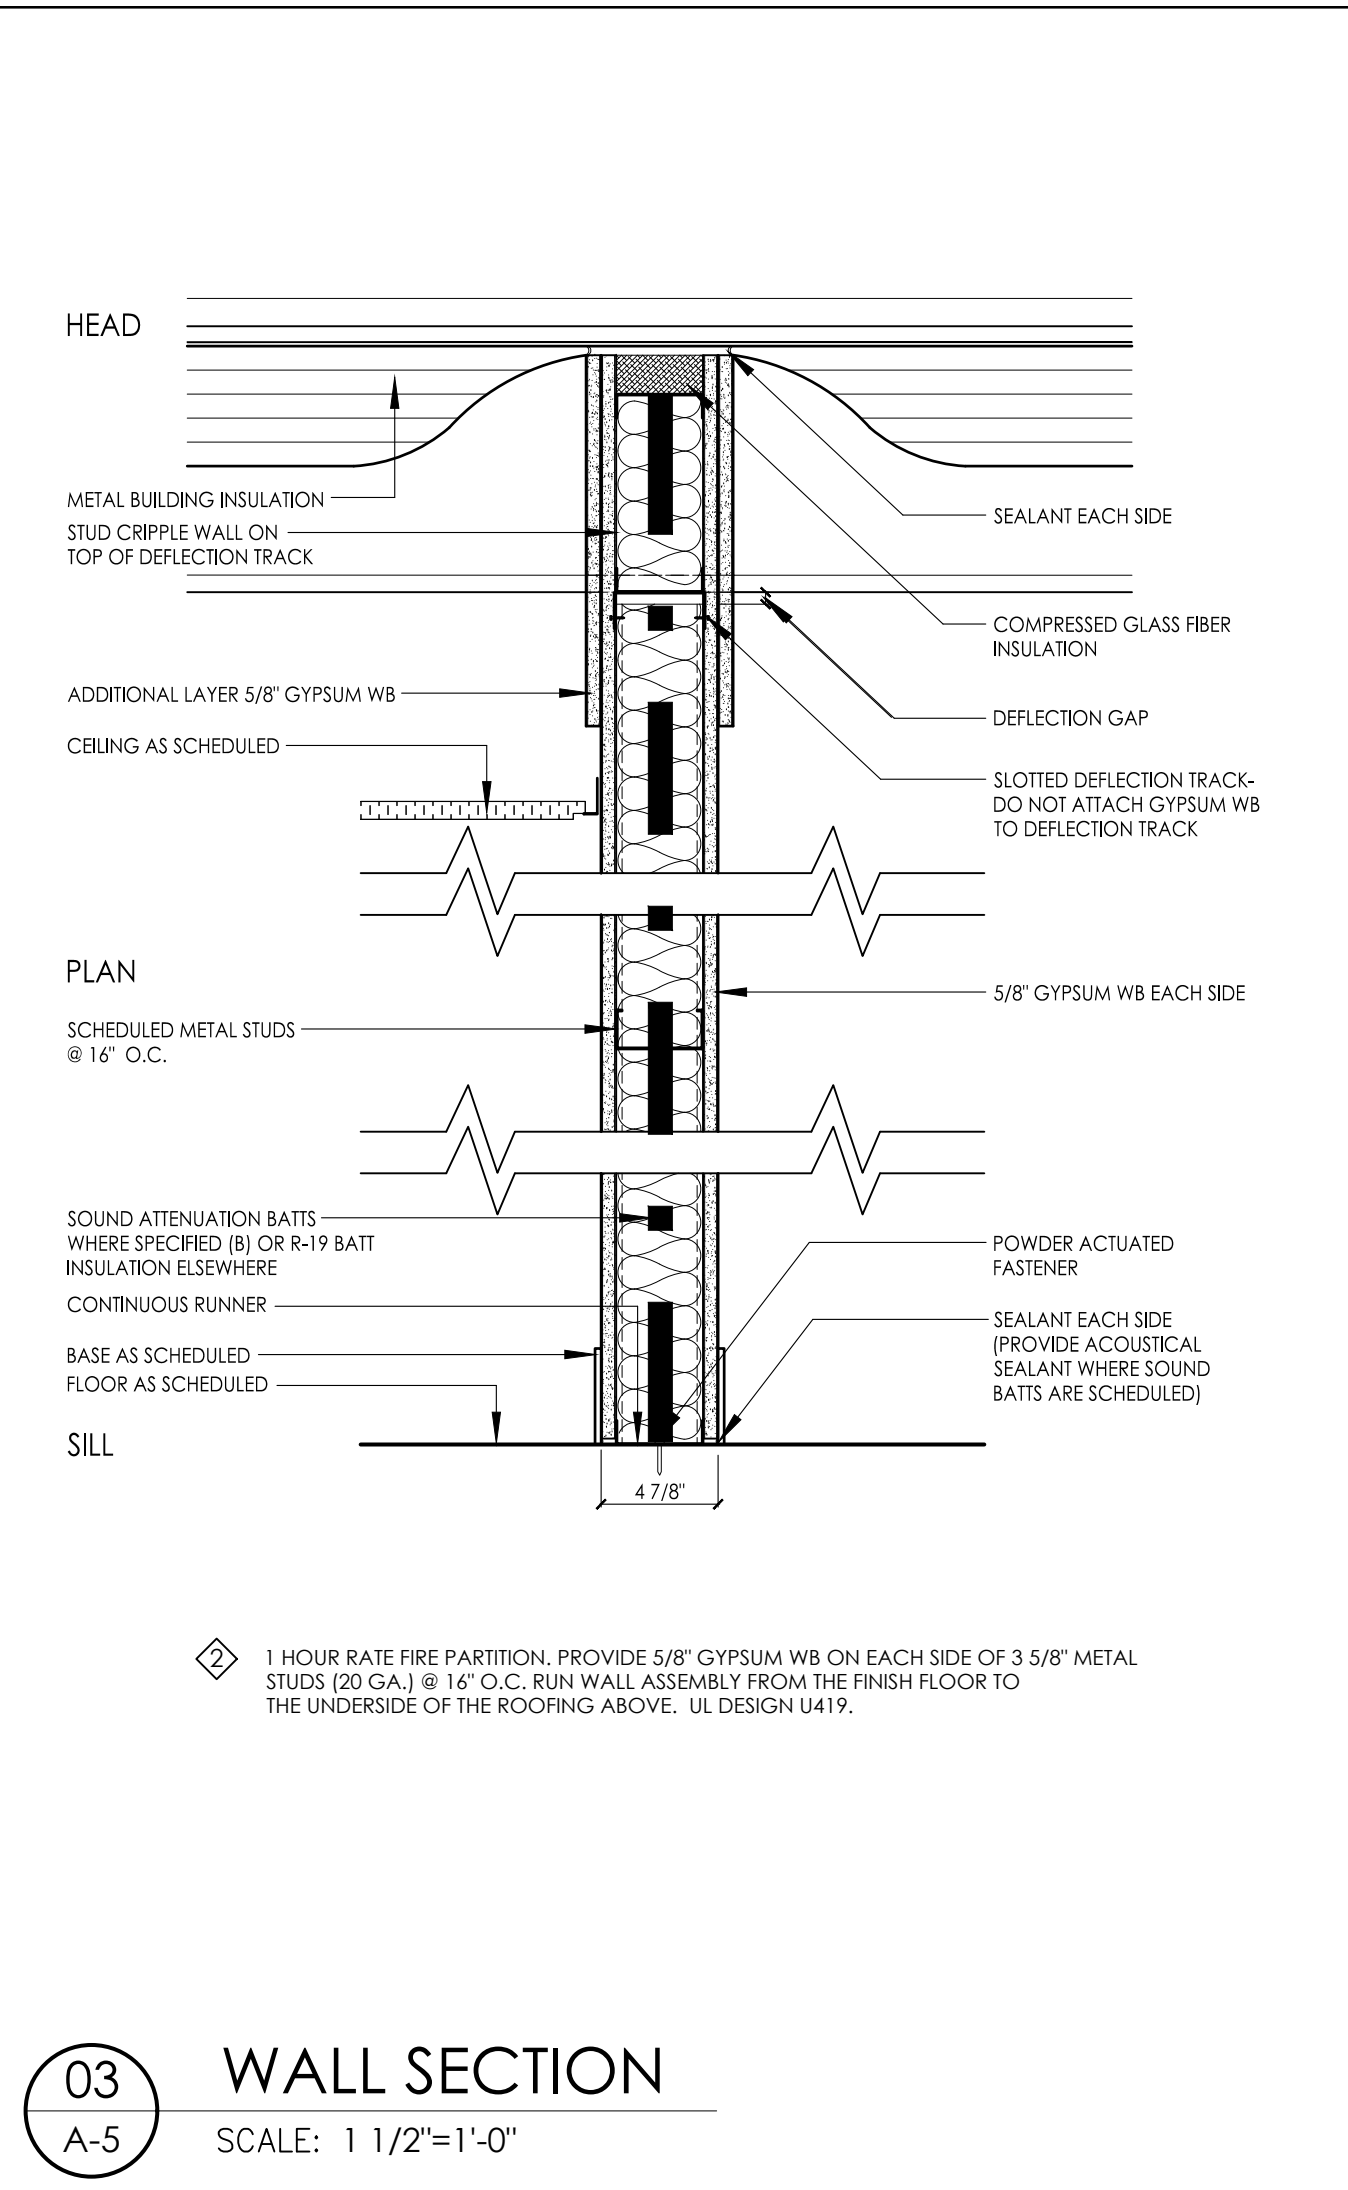 HEAD
METAL BUILDING INSULATION
STUD CRIPPLE WALL ON
TOP OF DEFLECTION TRACK
SEALANT EACH SIDE
COMPRESSED GLASS FIBER
INSULATION
ADDITIONAL LAYER 5/8" GYPSUM WB
DEFLECTION GAP
CEILING AS SCHEDULED
SLOTTED DEFLECTION TRACK-
DO NOT ATTACH GYPSUM WB
TO DEFLECTION TRACK
PLAN
5/8" GYPSUM WB EACH SIDE
SCHEDULED METAL STUDS
@ 16" O.C.
SOUND ATTENUATION BATTS
WHERE SPECIFIED (B) OR R-19 BATT
INSULATION ELSEWHERE
POWDER ACTUATED
FASTENER
CONTINUOUS RUNNER
SEALANT EACH SIDE
(PROVIDE ACOUSTICAL
SEALANT WHERE SOUND
BATTS ARE SCHEDULED)
BASE AS SCHEDULED
FLOOR AS SCHEDULED
SILL
4 7/8"
2
1 HOUR RATE FIRE PARTITION. PROVIDE 5/8" GYPSUM WB ON EACH SIDE OF 3 5/8" METAL
STUDS (20 GA.) @ 16" O.C. RUN WALL ASSEMBLY FROM THE FINISH FLOOR TO
THE UNDERSIDE OF THE ROOFING ABOVE. UL DESIGN U419.
03
A-5
WALL SECTION
SCALE: 1 1/2"=1'-0"